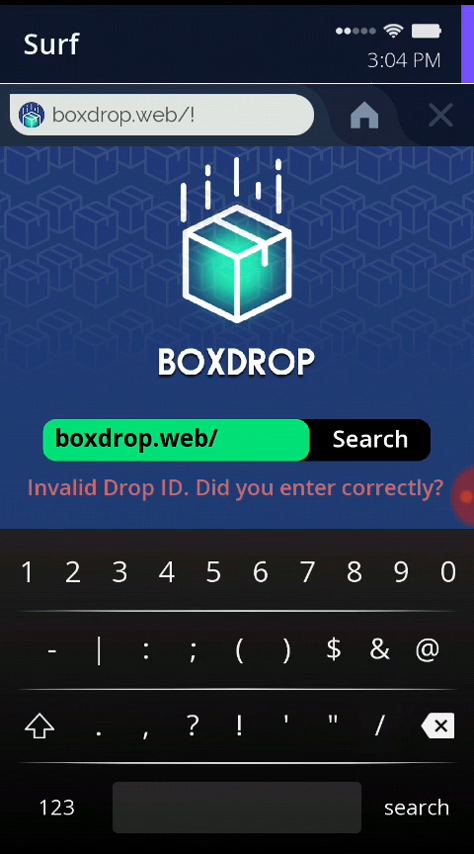 Surf
3:04 PM
boxdrop.web/!
BOXDROP
boxdrop.web/
Search
Invalid Drop ID. Did you enter correctly?
1 2 3 4 5 6 7 8 9 0
- | : ; ( ) $ & @
. , ? ! ' " /
123
search